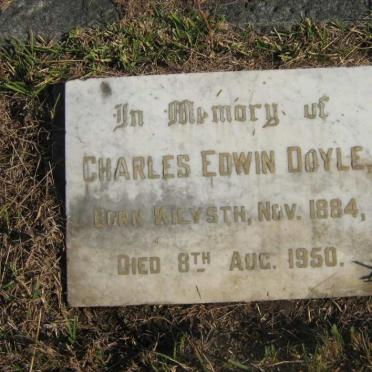 In Memory of
CHARLES EDWIN DOYLE,
BORN KILYSTH, NOV. 1884,
DIED 8TH AUG. 1950.